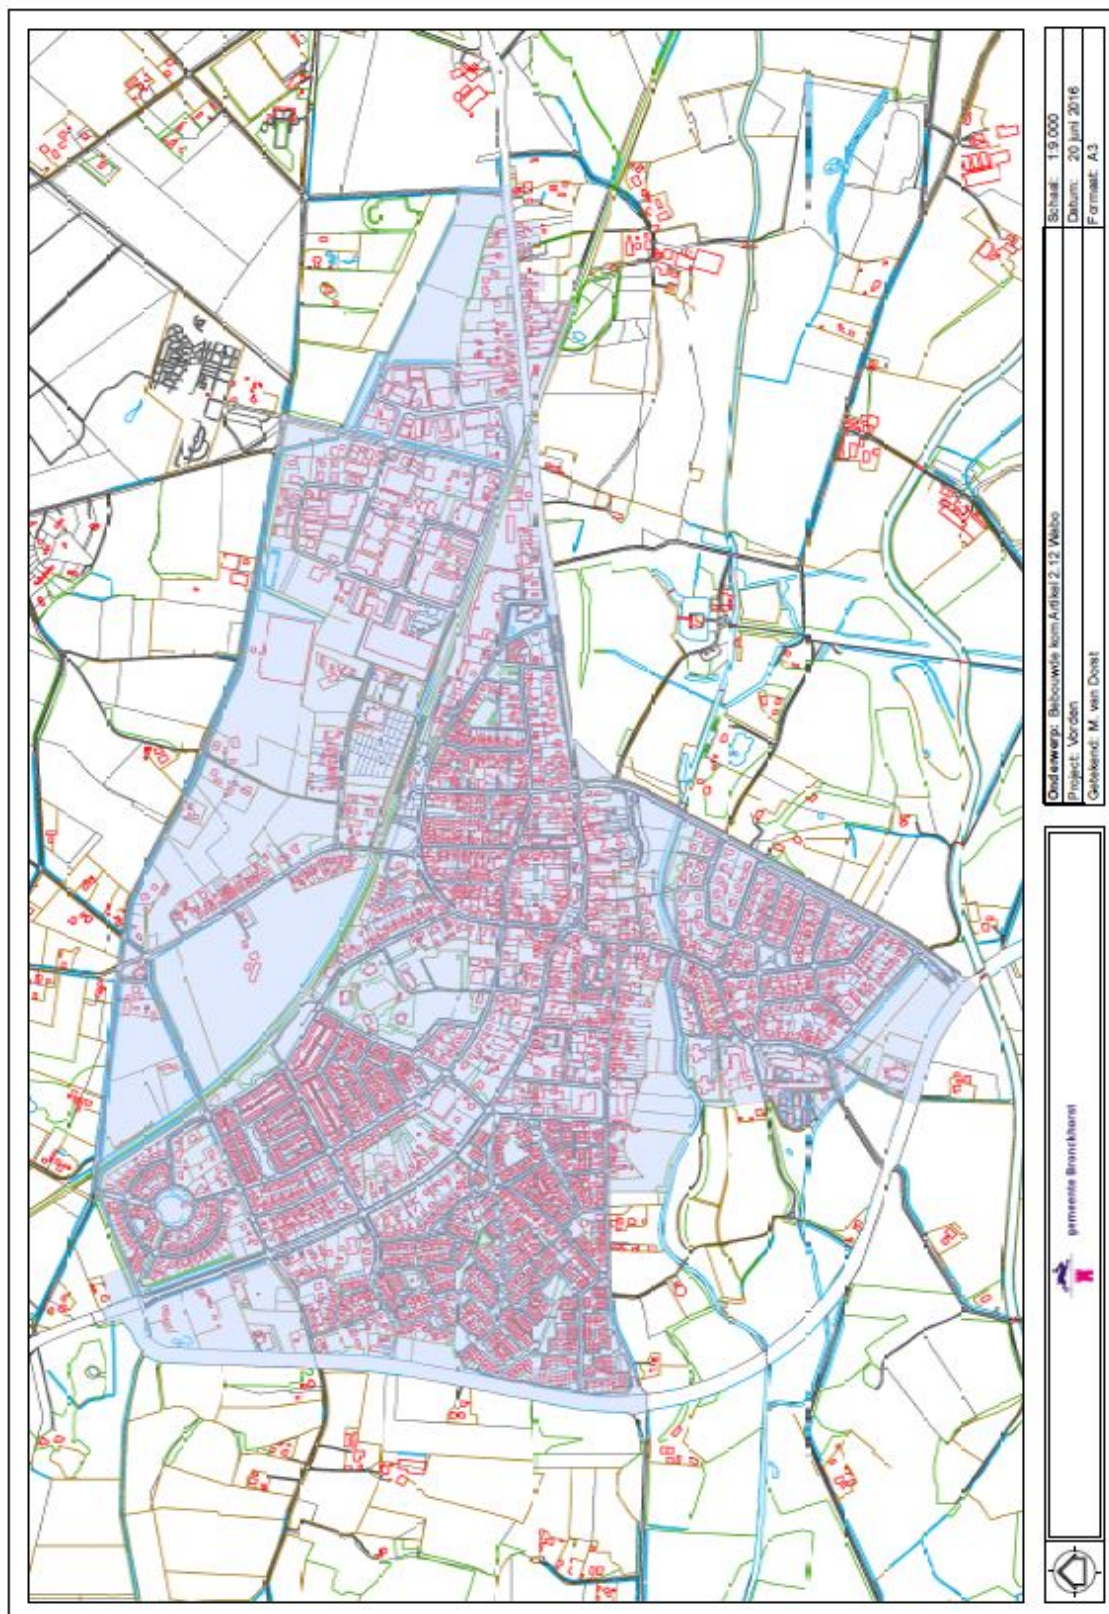 Onderwerp: Bebouwde kom Artikel 2.12 Wabo
Project: Vorden
Getekend: M. van Dorst
Schaal: 1:9.000
Datum: 20 juni 2016
Formaat: A3
gemeente Bronckhorst